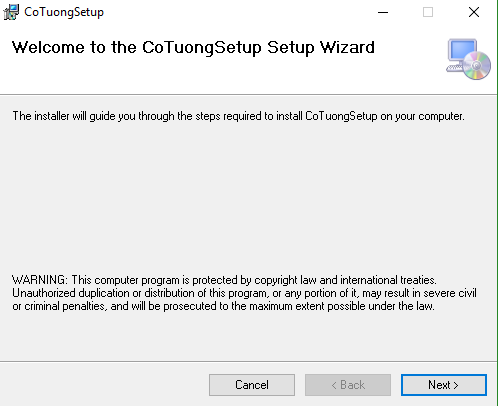 CoTuongSetup
Welcome to the CoTuongSetup Setup Wizard
The installer will guide you through the steps required to install CoTuongSetup on your computer.
WARNING: This computer program is protected by copyright law and international treaties.
Unauthorized duplication or distribution of this program, or any portion of it, may result in severe civil
or criminal penalties, and will be prosecuted to the maximum extent possible under the law.
Cancel
< Back
Next >